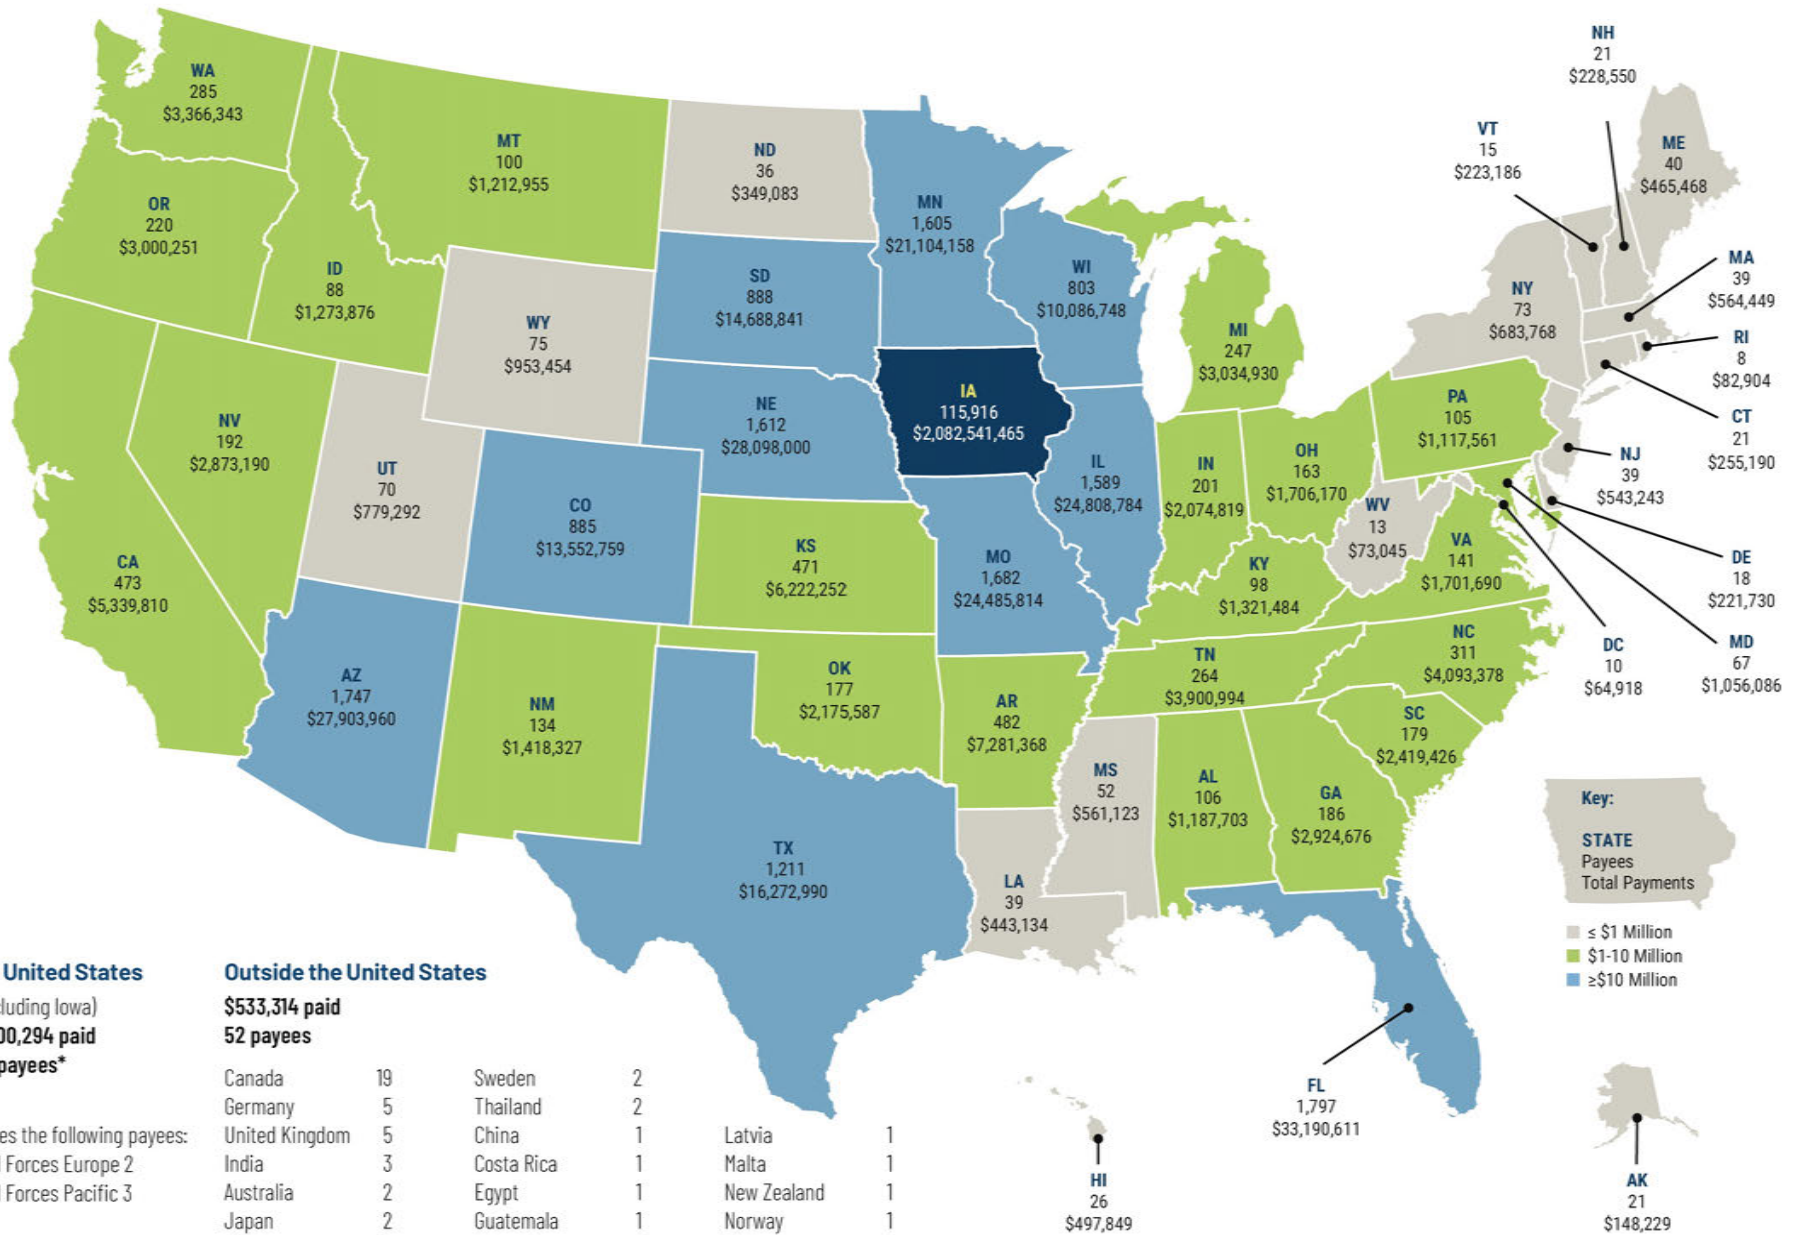 WA
285
$3,366,343
OR
220
$3,000,251
ID
88
$1,273,876
MT
100
$1,212,955
ND
36
$349,083
MN
1,605
$21,104,158
SD
888
$14,688,841
WI
803
$10,086,748
WY
75
$953,454
NE
1,612
$28,098,000
IA
115,916
$2,082,541,465
MI
247
$3,034,930
NH
21
$228,550
VT
15
$223,186
ME
40
$465,468
MA
39
$564,449
NY
73
$683,768
RI
8
$82,904
CT
21
$255,190
PA
105
$1,117,561
NJ
39
$543,243
NV
192
$2,873,190
UT
70
$779,292
CO
885
$13,552,759
CA
473
$5,339,810
KS
471
$6,222,252
MO
1,682
$24,485,814
IL
1,589
$24,808,784
IN
201
$2,074,819
OH
163
$1,706,170
WV
13
$73,045
VA
141
$1,701,690
KY
98
$1,321,484
DE
18
$221,730
DC
10
$64,918
MD
67
$1,056,086
AZ
1,747
$27,903,960
NM
134
$1,418,327
OK
177
$2,175,587
AR
482
$7,281,368
TN
264
$3,900,994
NC
311
$4,093,378
SC
179
$2,419,426
MS
52
$561,123
AL
106
$1,187,703
GA
186
$2,924,676
TX
1,211
$16,272,990
LA
39
$443,134
FL
1,797
$33,190,611
HI
26
$497,849
AK
21
$148,229
Key:
STATE
Payees
Total Payments
≤ $1 Million
$1-10 Million
≥$10 Million
United States
cluding Iowa)
00,294 paid
payees*
es the following payees:
Forces Europe 2
Forces Pacific 3
Outside the United States
$533,314 paid
52 payees
Canada 19
Germany 5
United Kingdom 5
India 3
Australia 2
Japan 2
Sweden 2
Thailand 2
China 1
Costa Rica 1
Egypt 1
Guatemala 1
Latvia 1
Malta 1
New Zealand 1
Norway 1